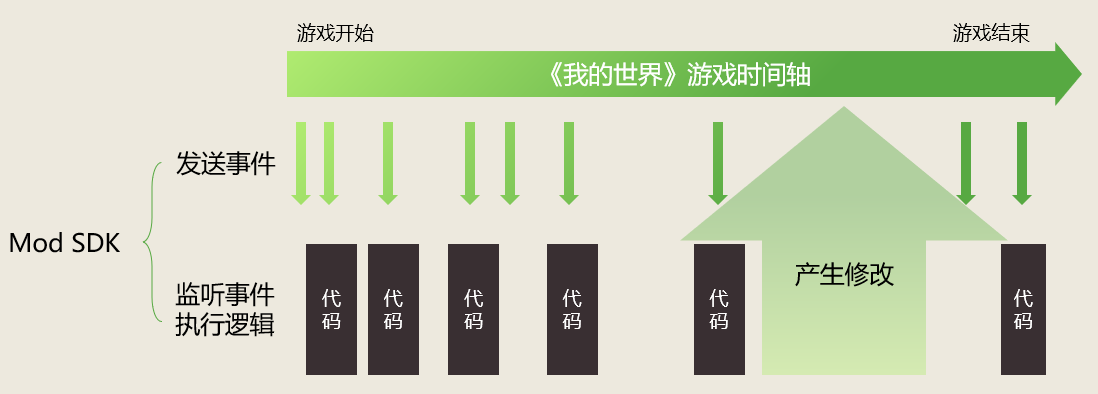 游戏开始
游戏结束
《我的世界》游戏时间轴
发送事件
Mod SDK
监听事件
执行逻辑
代码
代码
代码
代码
代码
产生修改
代码